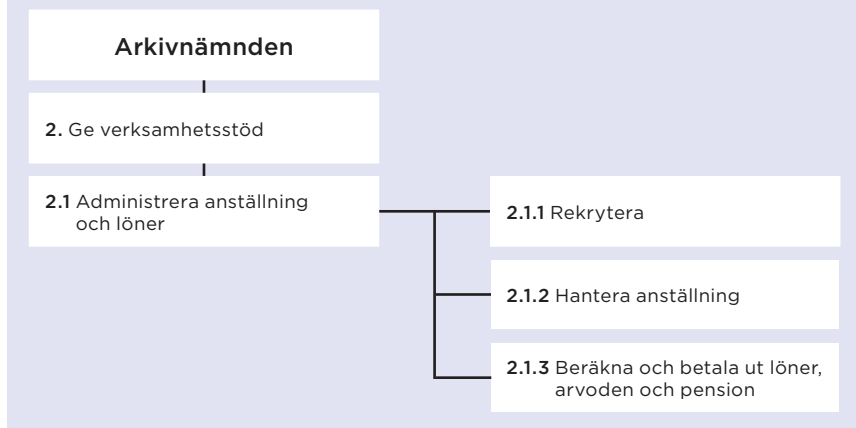 Arkivnämnden
2. Ge verksamhetsstöd
2.1 Administrera anställning
och löner
2.1.1 Rekrytera
2.1.2 Hantera anställning
2.1.3 Beräkna och betala ut löner,
arvoden och pension